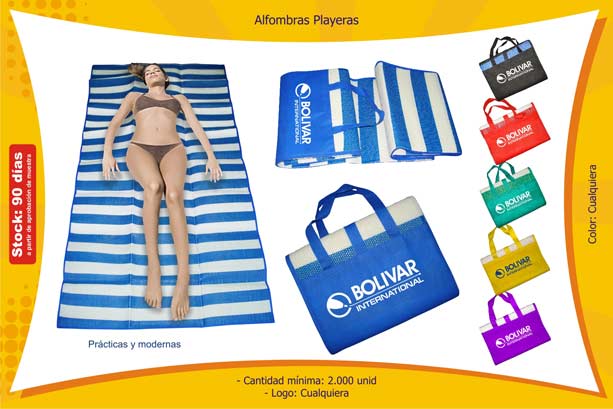 Alfombras Playeras
Stock: 90 días
a partir de aprobación de muestra
Prácticas y modernas
BOLIVAR
INTERNATIONAL
BOLIVAR
INTERNATIONAL
BOLIVAR
INTERNATIONAL
BOLIVAR
INTERNATIONAL
BOLIVAR
INTERNATIONAL
BOLIVAR
INTERNATIONAL
BOLIVAR
INTERNATIONAL
Color: Cualquiera
- Cantidad mínima: 2.000 unid
- Logo: Cualquiera